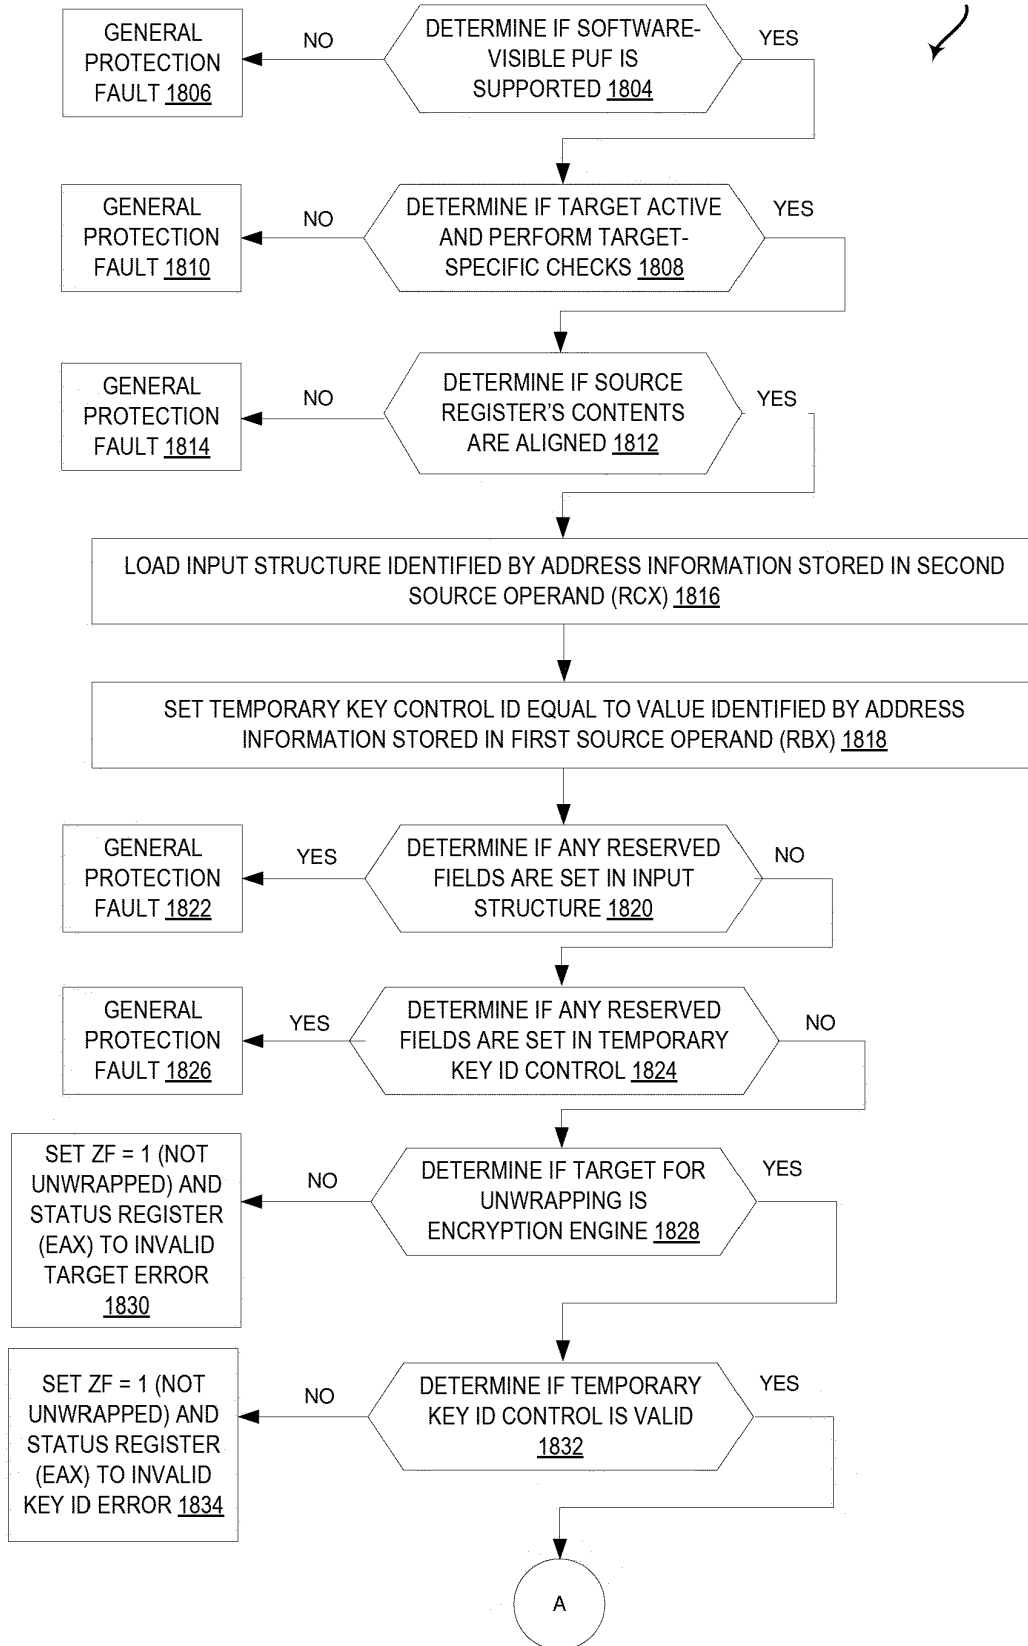 GENERAL
PROTECTION
FAULT 1806
NO
DETERMINE IF SOFTWARE-
VISIBLE PUF IS
SUPPORTED 1804
YES
GENERAL
PROTECTION
FAULT 1810
NO
DETERMINE IF TARGET ACTIVE
AND PERFORM TARGET-
SPECIFIC CHECKS 1808
YES
GENERAL
PROTECTION
FAULT 1814
NO
DETERMINE IF SOURCE
REGISTER'S CONTENTS
ARE ALIGNED 1812
YES
LOAD INPUT STRUCTURE IDENTIFIED BY ADDRESS INFORMATION STORED IN SECOND
SOURCE OPERAND (RCX) 1816
SET TEMPORARY KEY CONTROL ID EQUAL TO VALUE IDENTIFIED BY ADDRESS
INFORMATION STORED IN FIRST SOURCE OPERAND (RBX) 1818
GENERAL
PROTECTION
FAULT 1822
YES
DETERMINE IF ANY RESERVED
FIELDS ARE SET IN INPUT
STRUCTURE 1820
NO
GENERAL
PROTECTION
FAULT 1826
YES
DETERMINE IF ANY RESERVED
FIELDS ARE SET IN TEMPORARY
KEY ID CONTROL 1824
NO
SET ZF = 1 (NOT
UNWRAPPED) AND
STATUS REGISTER
(EAX) TO INVALID
TARGET ERROR
1830
NO
DETERMINE IF TARGET FOR
UNWRAPPING IS
ENCRYPTION ENGINE 1828
YES
SET ZF = 1 (NOT
UNWRAPPED) AND
STATUS REGISTER
(EAX) TO INVALID
KEY ID ERROR 1834
NO
DETERMINE IF TEMPORARY
KEY ID CONTROL IS VALID
1832
YES
A